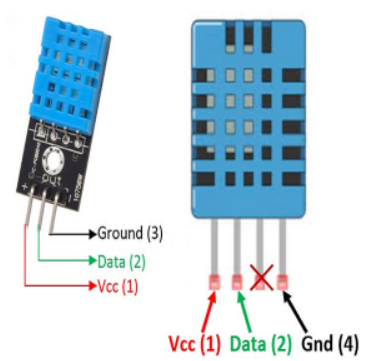 Ground (3)
Data (2)
Vcc (1)
Vcc (1) Data (2) Gnd (4)